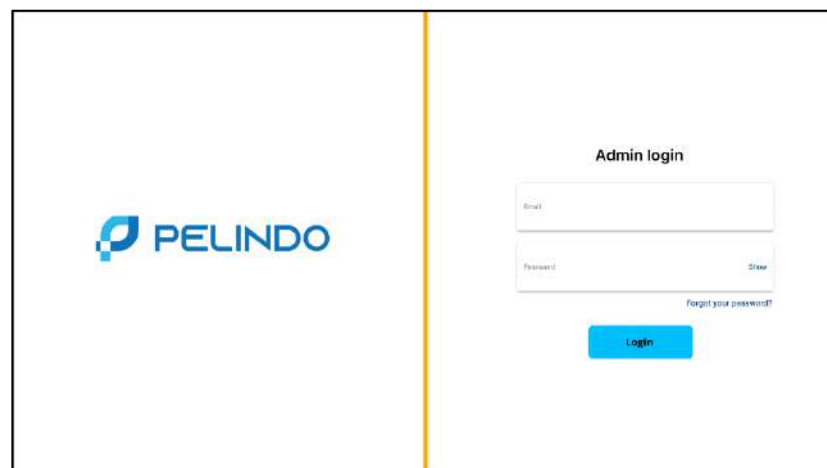 PELINDO
Admin login
Email
Password
Show
Forgot your password?
Login